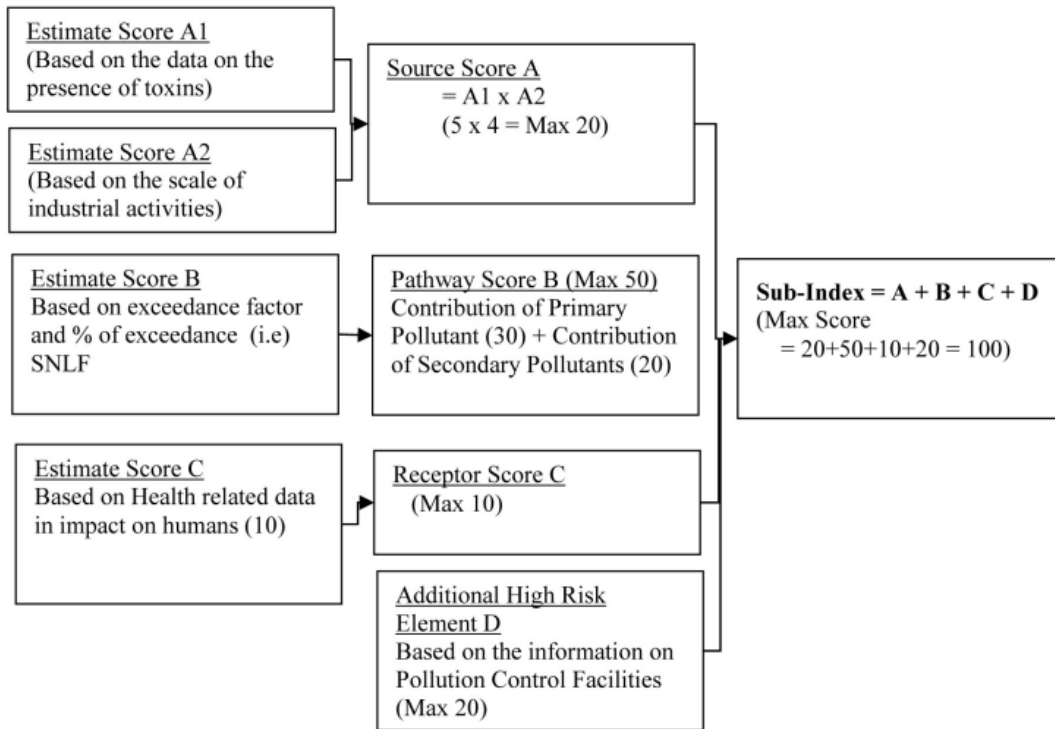 Estimate Score A1
(Based on the data on the
presence of toxins)
Source Score A
= A1 x A2
(5 x 4 = Max 20)
Estimate Score A2
(Based on the scale of
industrial activities)
Estimate Score B
Based on exceedance factor
and % of exceedance (i.e)
SNLF
Pathway Score B (Max 50)
Contribution of Primary
Pollutant (30) + Contribution
of Secondary Pollutants (20)
Sub-Index = A + B + C + D
(Max Score
= 20+50+10+20 = 100)
Estimate Score C
Based on Health related data
in impact on humans (10)
Receptor Score C
(Max 10)
Additional High Risk
Element D
Based on the information on
Pollution Control Facilities
(Max 20)